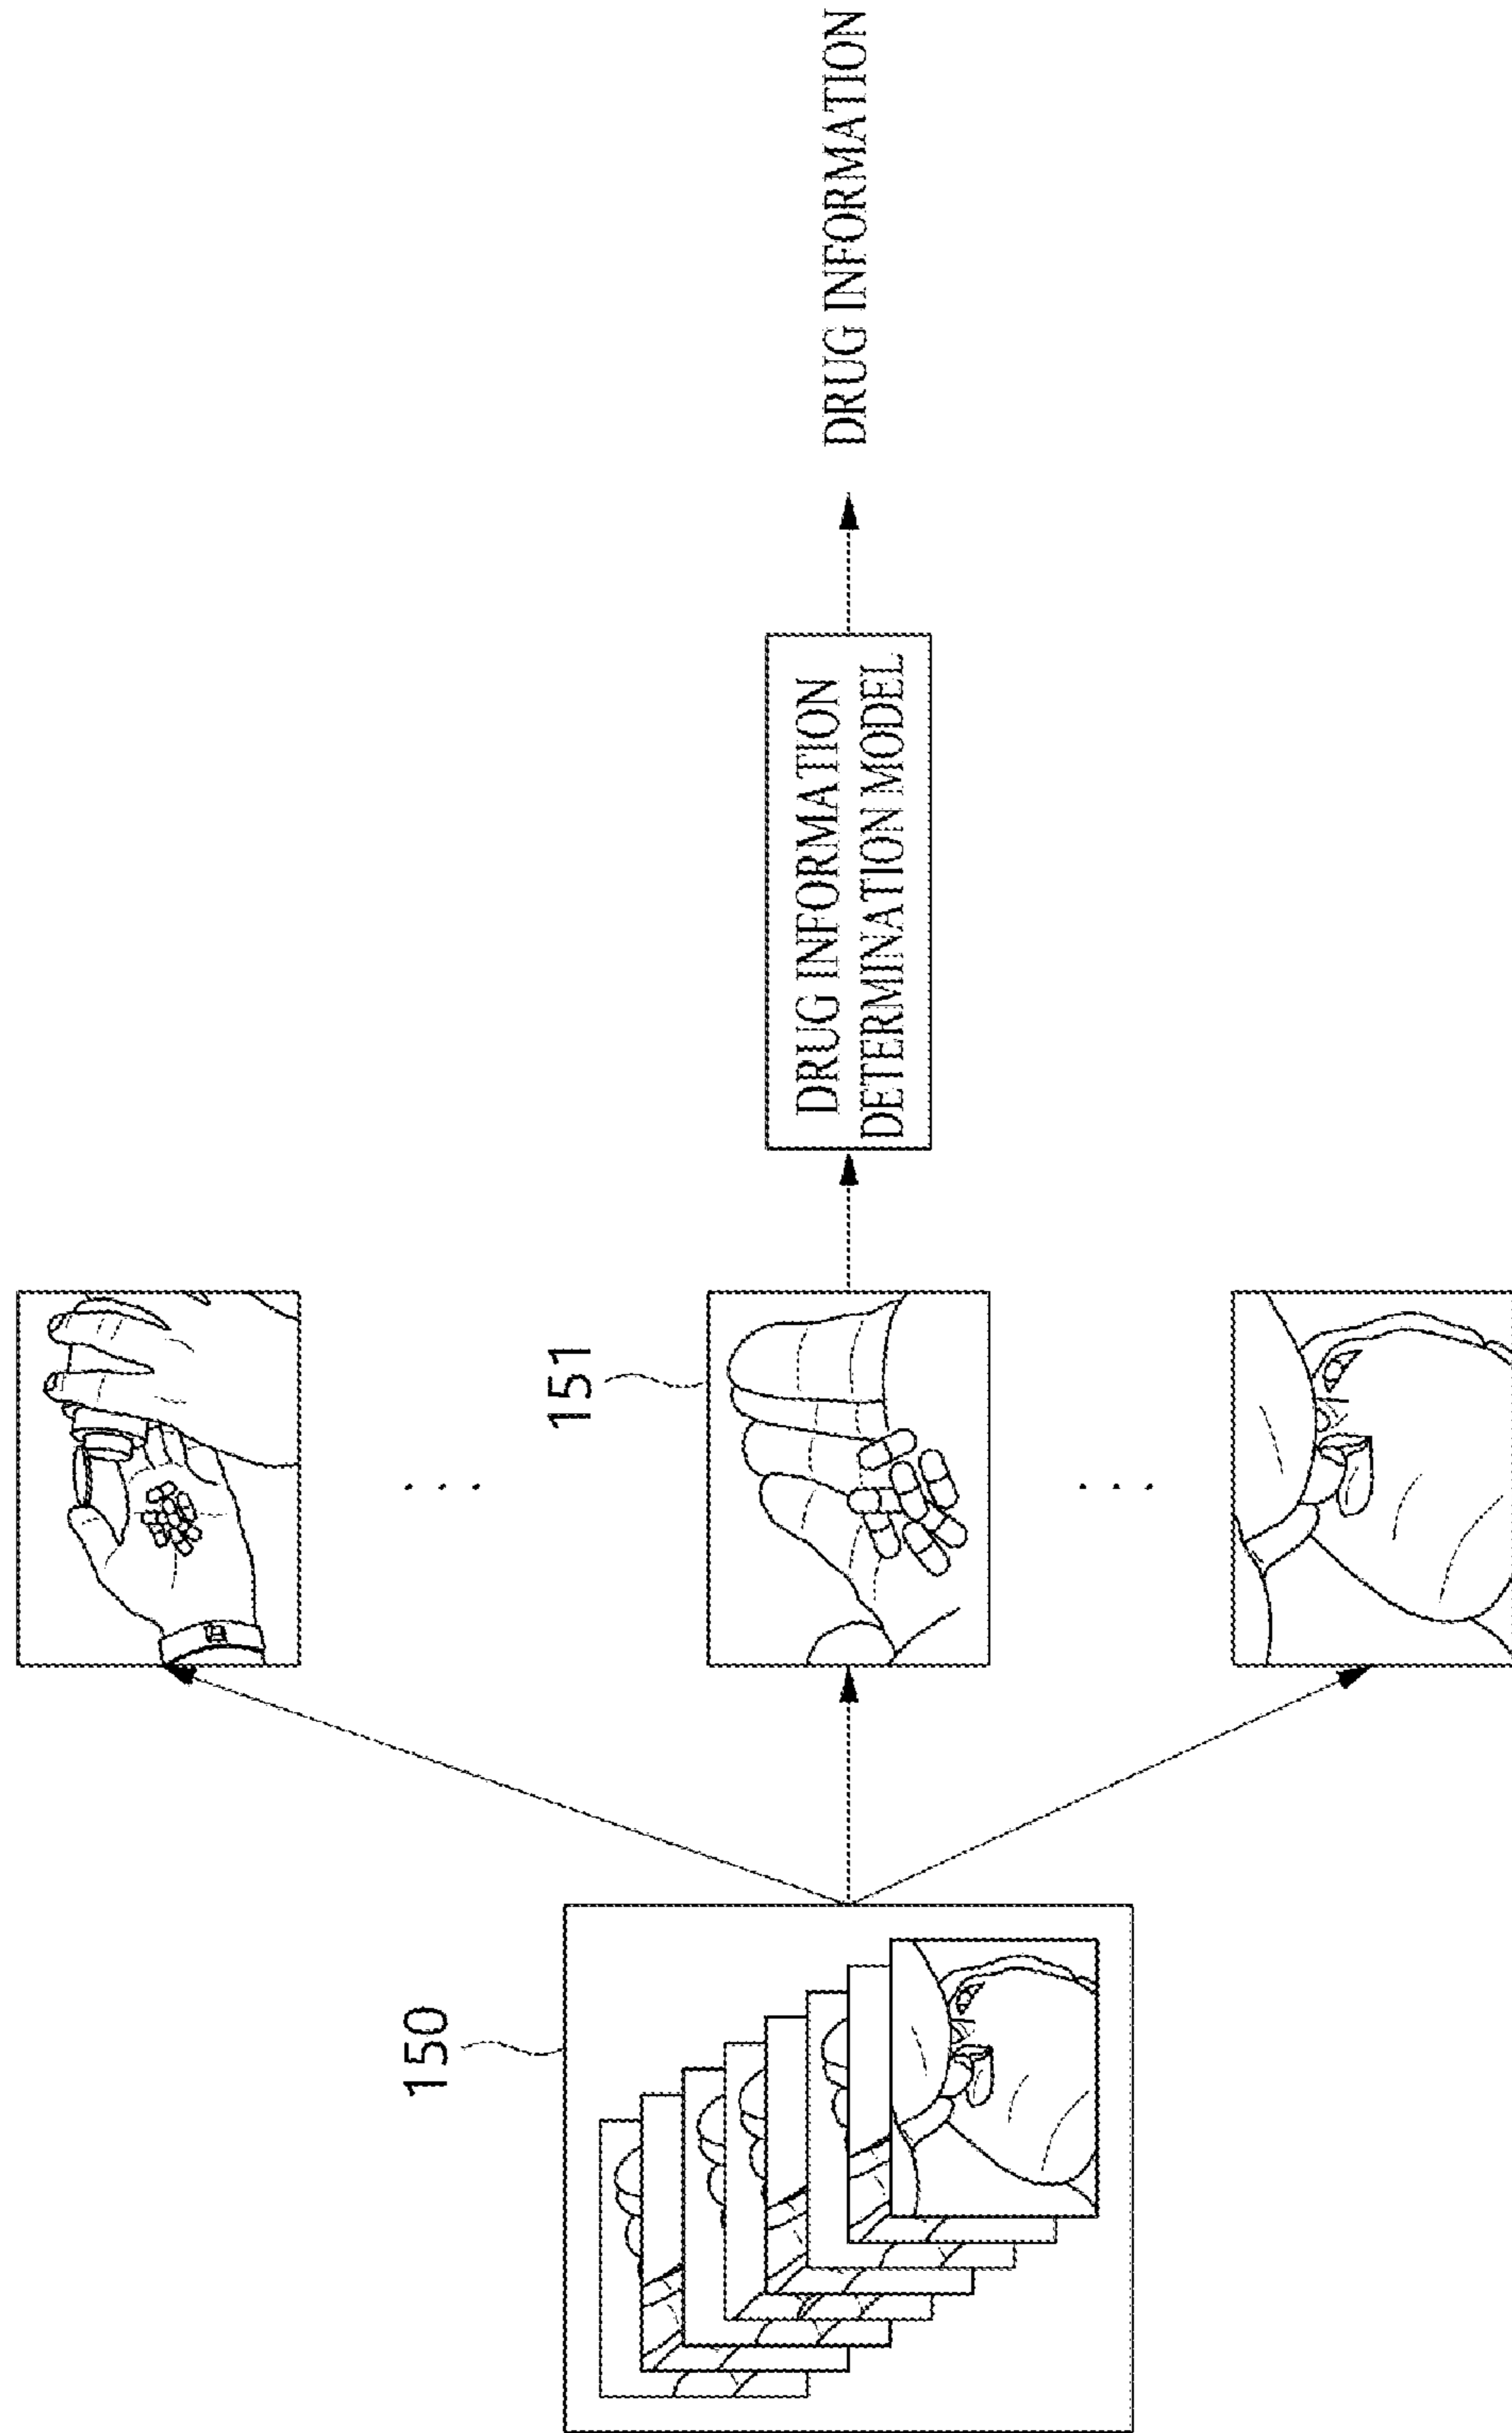 150
151
DRUG INFORMATION
DETERMINATION MODEL
DRUG INFORMATION